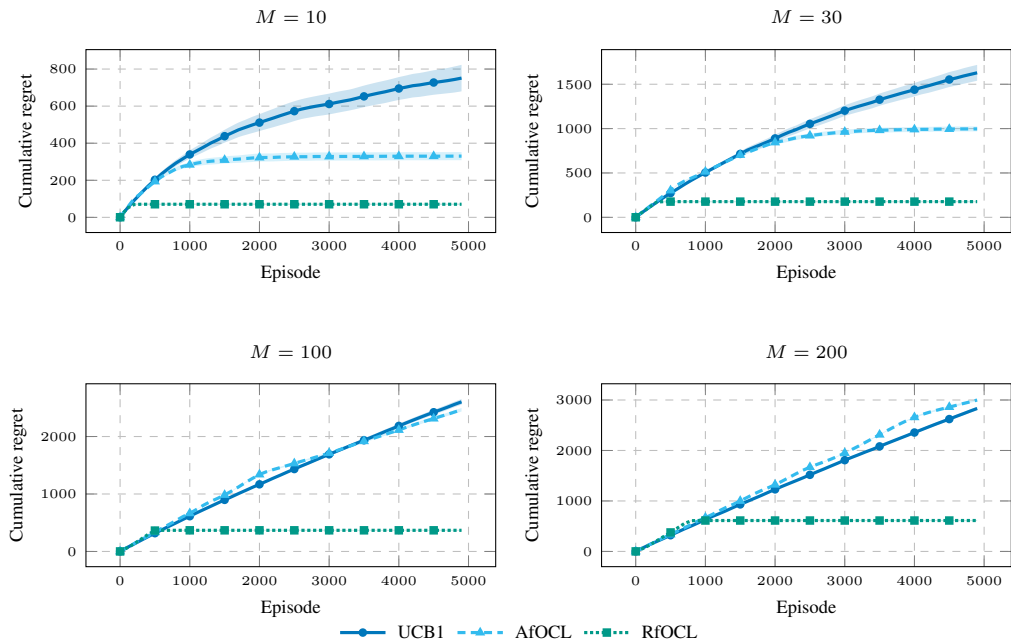 M = 10
M = 30
Cumulative regret
800
600
400
200
0
0 1000 2000 3000 4000 5000
Episode
Cumulative regret
1500
1000
500
0
0 1000 2000 3000 4000 5000
Episode
M = 100
M = 200
Cumulative regret
2000
1000
0
0 1000 2000 3000 4000 5000
Episode
Cumulative regret
3000
2000
1000
0
0 1000 2000 3000 4000 5000
Episode
UCB1 AfOCL RfOCL